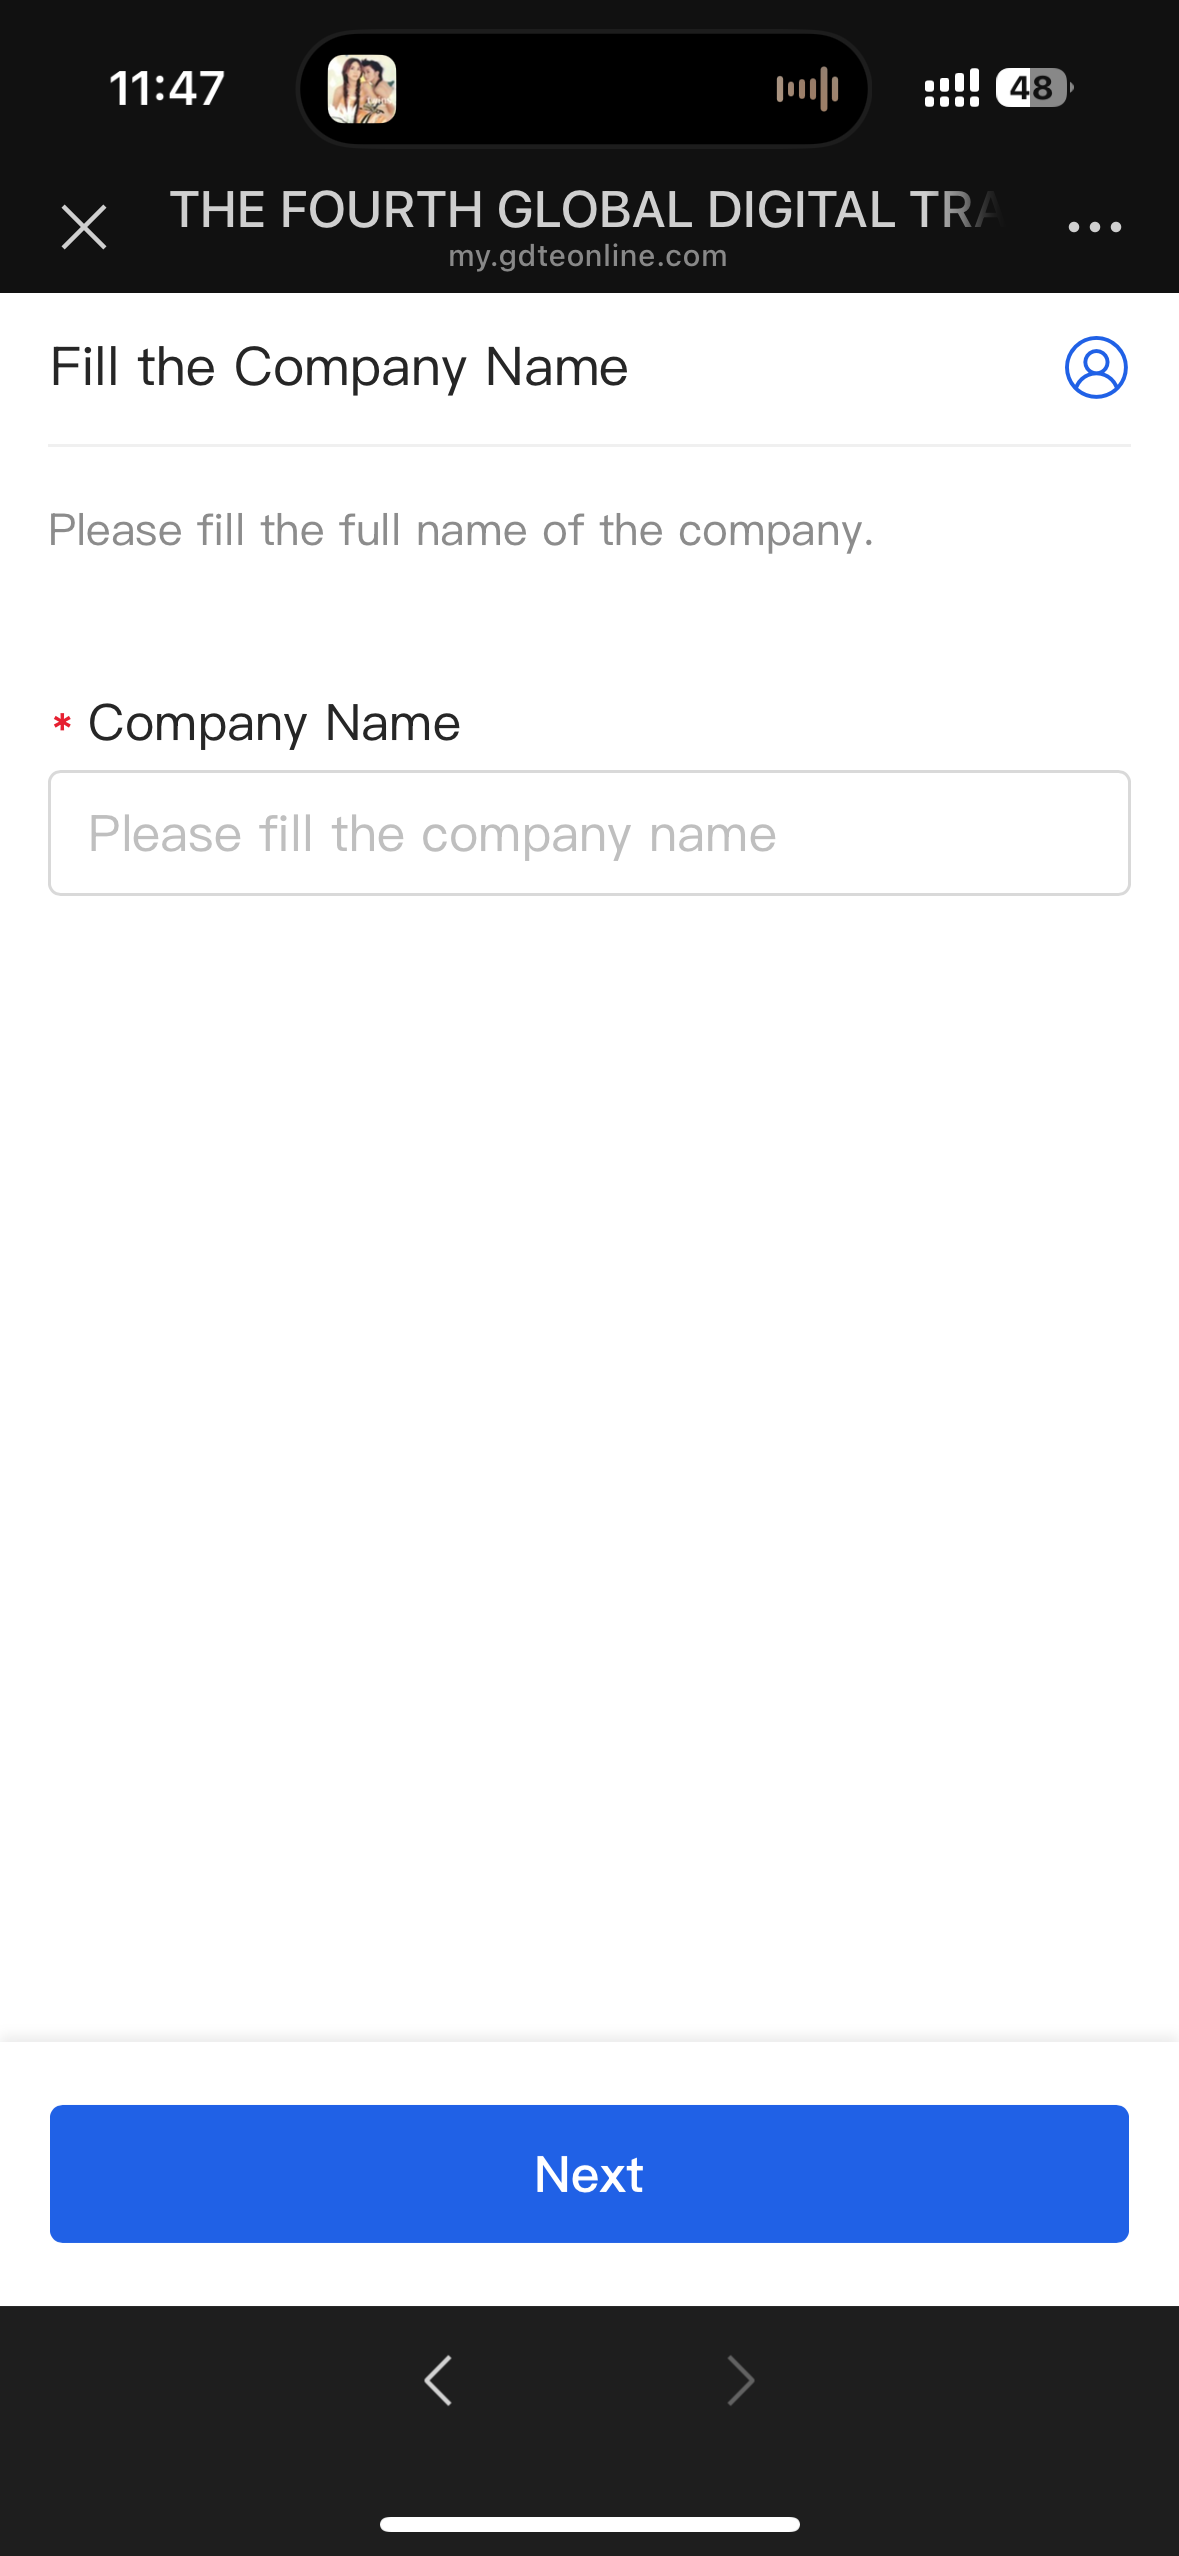 11:47
48
THE FOURTH GLOBAL DIGITAL TRA
my.gdteonline.com
Fill the Company Name
Please fill the full name of the company.
* Company Name
Please fill the company name
Next